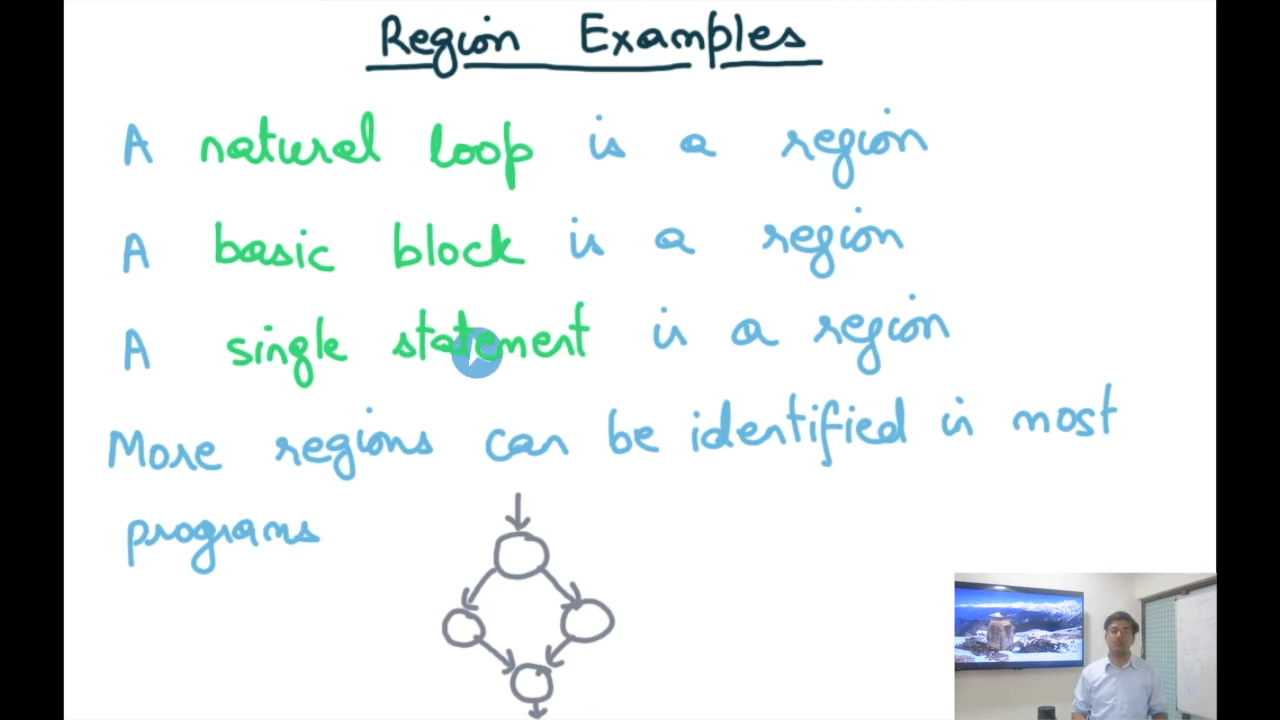 Region Examples
A natural loop is a region
A basic block is a region
A single statement is a region
More regions can be identified in most
programs